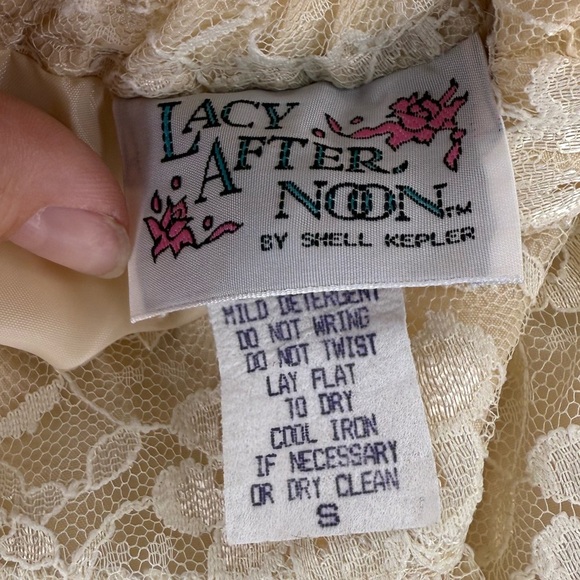 LACY
AFTER
NOON™
BY SHELL KEPLER
MILD DETERGENT
DO NOT WRING
DO NOT TWIST
LAY FLAT
TO DRY
COOL IRON
IF NECESSARY
OR DRY CLEAN
S